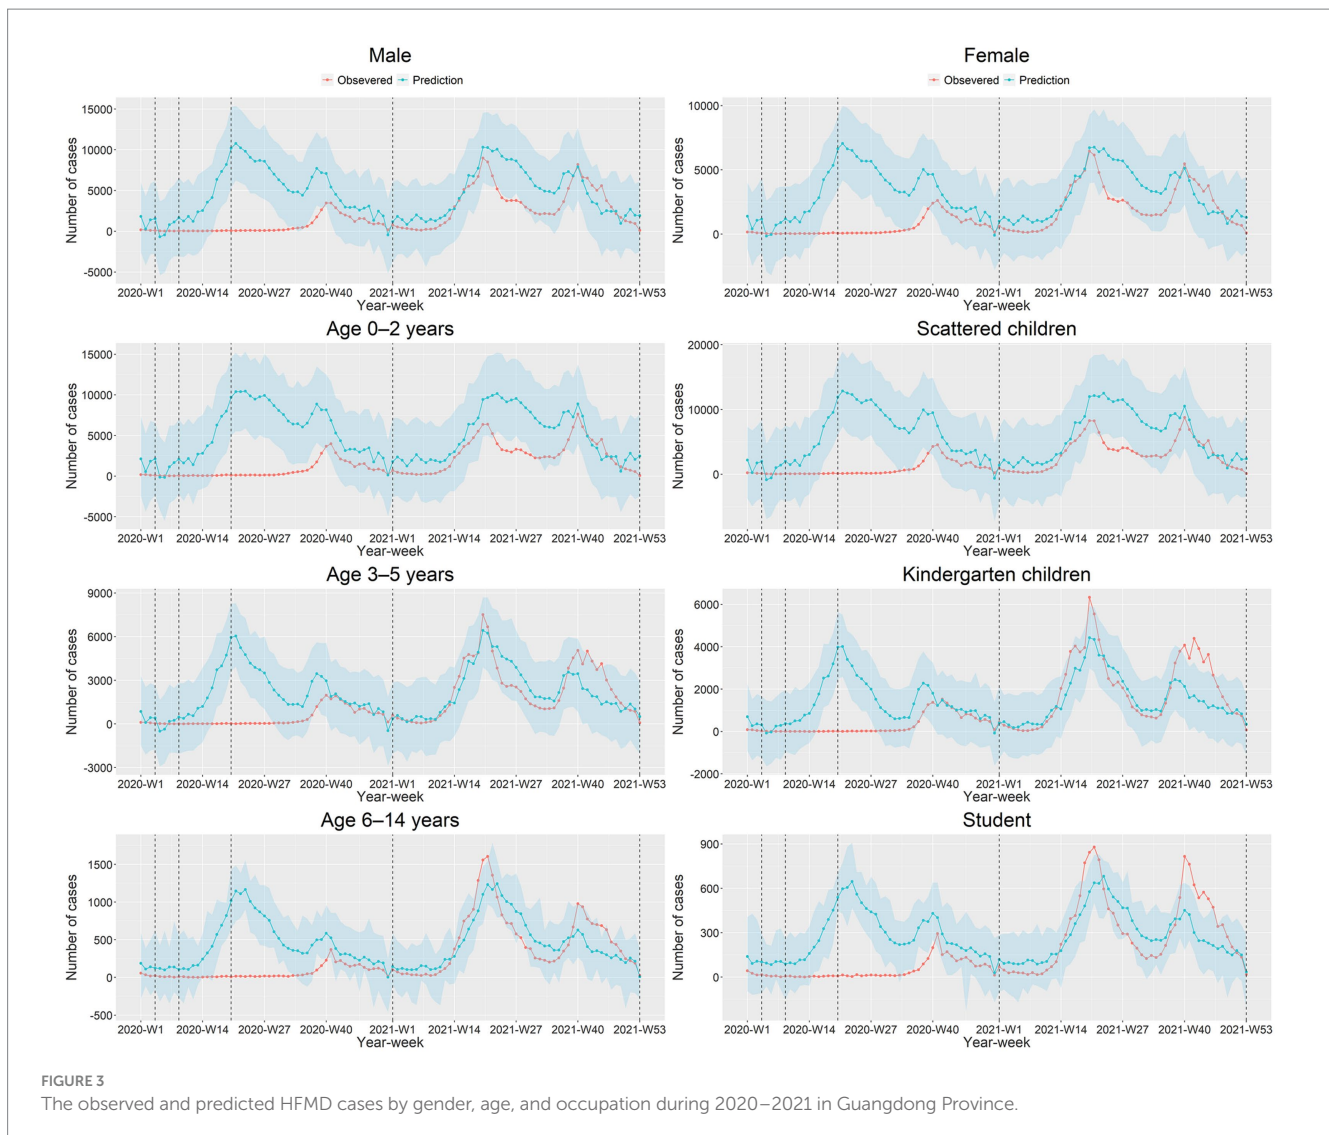 Male
Obsevered Prediction
Number of cases
15000
10000
5000
0
-5000
2020-W1 2020-W14 2020-W27 2020-W40 2021-W1 2021-W14 2021-W27 2021-W40 2021-W53
Year-week
Female
Obsevered Prediction
Number of cases
10000
5000
0
2020-W1 2020-W14 2020-W27 2020-W40 2021-W1 2021-W14 2021-W27 2021-W40 2021-W53
Year-week
Age 0–2 years
Number of cases
15000
10000
5000
0
-5000
2020-W1 2020-W14 2020-W27 2020-W40 2021-W1 2021-W14 2021-W27 2021-W40 2021-W53
Year-week
Scattered children
Number of cases
20000
10000
0
2020-W1 2020-W14 2020-W27 2020-W40 2021-W1 2021-W14 2021-W27 2021-W40 2021-W53
Year-week
Age 3–5 years
Number of cases
9000
6000
3000
0
-3000
2020-W1 2020-W14 2020-W27 2020-W40 2021-W1 2021-W14 2021-W27 2021-W40 2021-W53
Year-week
Kindergarten children
Number of cases
6000
4000
2000
0
-2000
2020-W1 2020-W14 2020-W27 2020-W40 2021-W1 2021-W14 2021-W27 2021-W40 2021-W53
Year-week
Age 6–14 years
Number of cases
1500
1000
500
0
-500
2020-W1 2020-W14 2020-W27 2020-W40 2021-W1 2021-W14 2021-W27 2021-W40 2021-W53
Year-week
Student
Number of cases
900
600
300
0
2020-W1 2020-W14 2020-W27 2020-W40 2021-W1 2021-W14 2021-W27 2021-W40 2021-W53
Year-week
FIGURE 3
The observed and predicted HFMD cases by gender, age, and occupation during 2020–2021 in Guangdong Province.